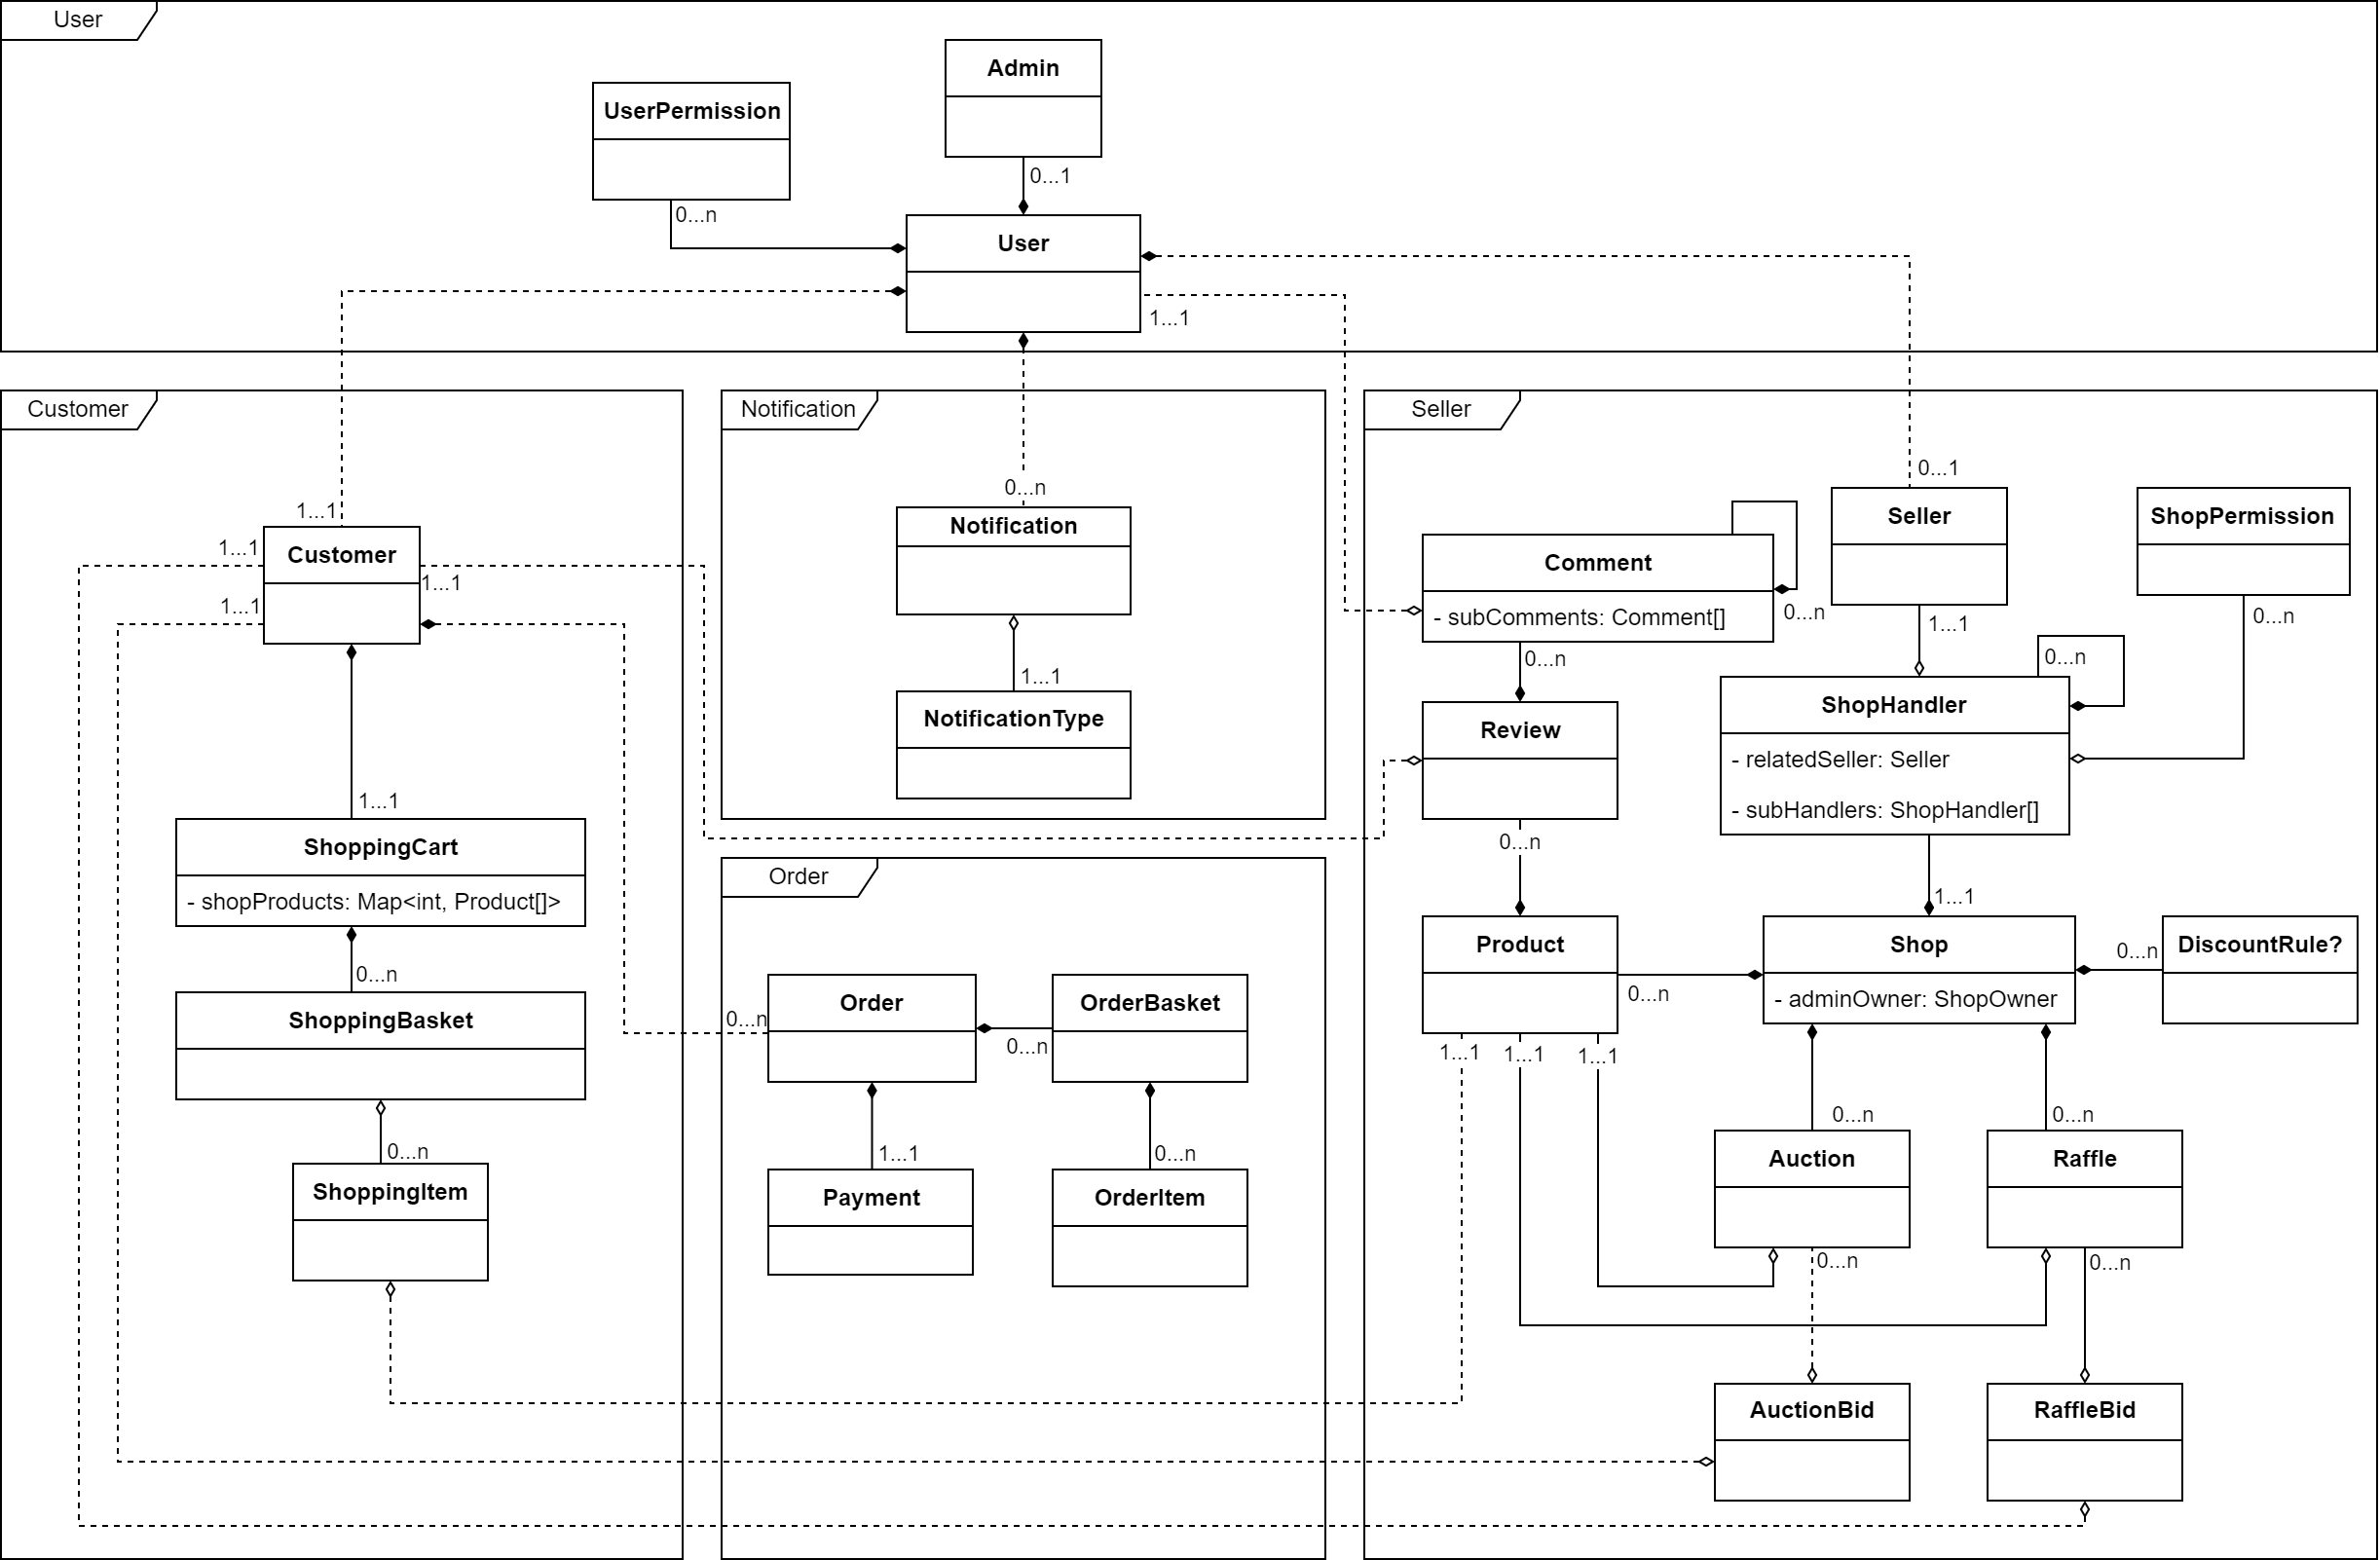 User
Admin
UserPermission
0...1
0...n
User
1...1
Customer
Notification
Seller
0...1
0...n
1...1
Seller
ShopPermission
Notification
1...1
Customer
Comment
1...1
1...1
- subComments: Comment[]
0...n
1...1
0...n
0...n
0...n
1...1
ShopHandler
NotificationType
Review
- relatedSeller: Seller
1...1
- subHandlers: ShopHandler[]
ShoppingCart
0...n
Order
- shopProducts: Map<int, Product[]>
1...1
Product
Shop
0...n
DiscountRule?
0...n
0...n
- adminOwner: ShopOwner
Order
OrderBasket
ShoppingBasket
0...n
0...n
1...1
1...1
1...1
0...n
0...n
0...n
1...1
0...n
Auction
Raffle
ShoppingItem
Payment
OrderItem
0...n
0...n
AuctionBid
RaffleBid